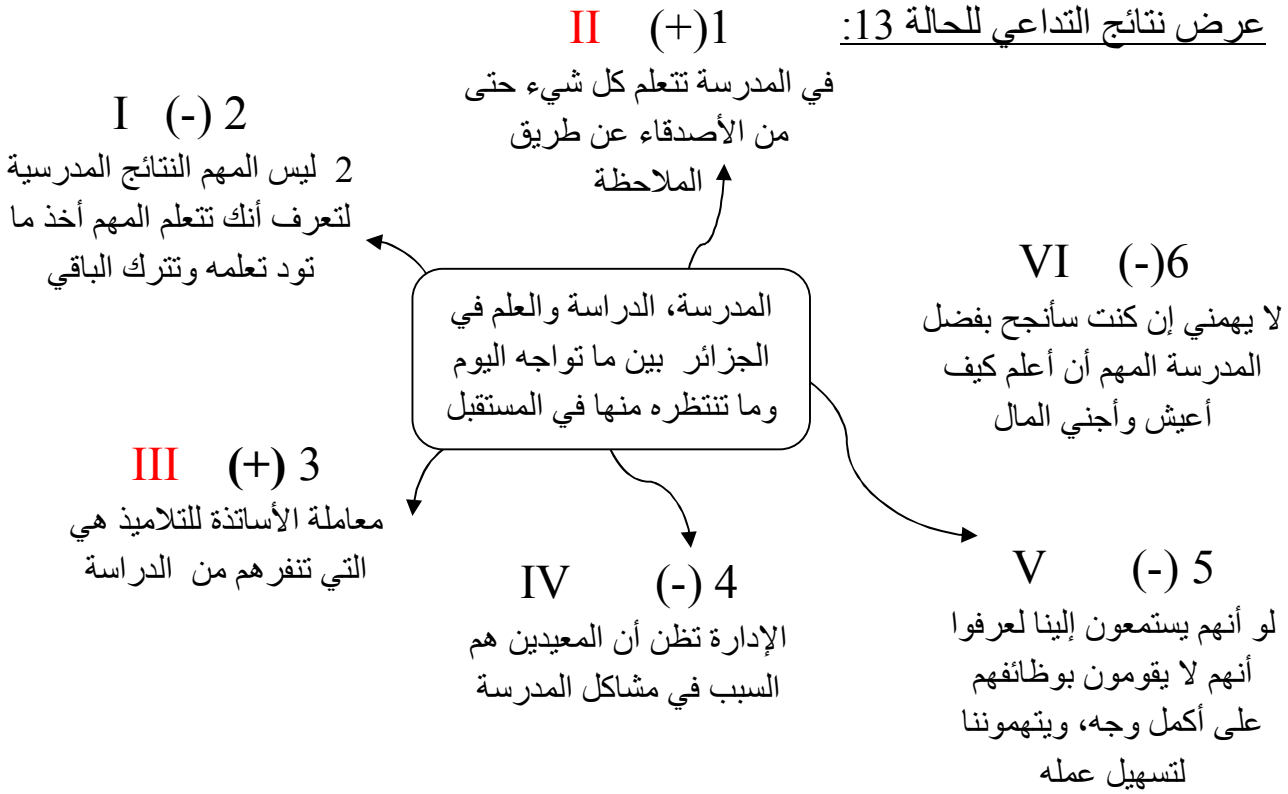 عرض نتائج التداعي للحالة 13:
1(+) II
في المدرسة تتعلم كل شيء حتى
من الأصدقاء عن طريق
الملاحظة
2 (-) I
2 ليس المهم النتائج المدرسية
لتعرف أنك تتعلم المهم أخذ ما
تود تعلمه وتترك الباقي
6(-) VI
لا يهمني إن كنت سأنجح بفضل
المدرسة المهم أن أعلم كيف
أعيش وأجني المال
المدرسة، الدراسة والعلم في
الجزائر بين ما تواجه اليوم
وما تنتظره منها في المستقبل
3 (+) III
معاملة الأساتذة للتلاميذ هي
التي تنفرهم من الدراسة
4 (-) IV
الإدارة تظن أن المعيدين هم
السبب في مشاكل المدرسة
5 (-) V
لو أنهم يستمعون إلينا لعرفوا
أنهم لا يقومون بوظائفهم
على أكمل وجه، ويتهموننا
لتسهيل عمله